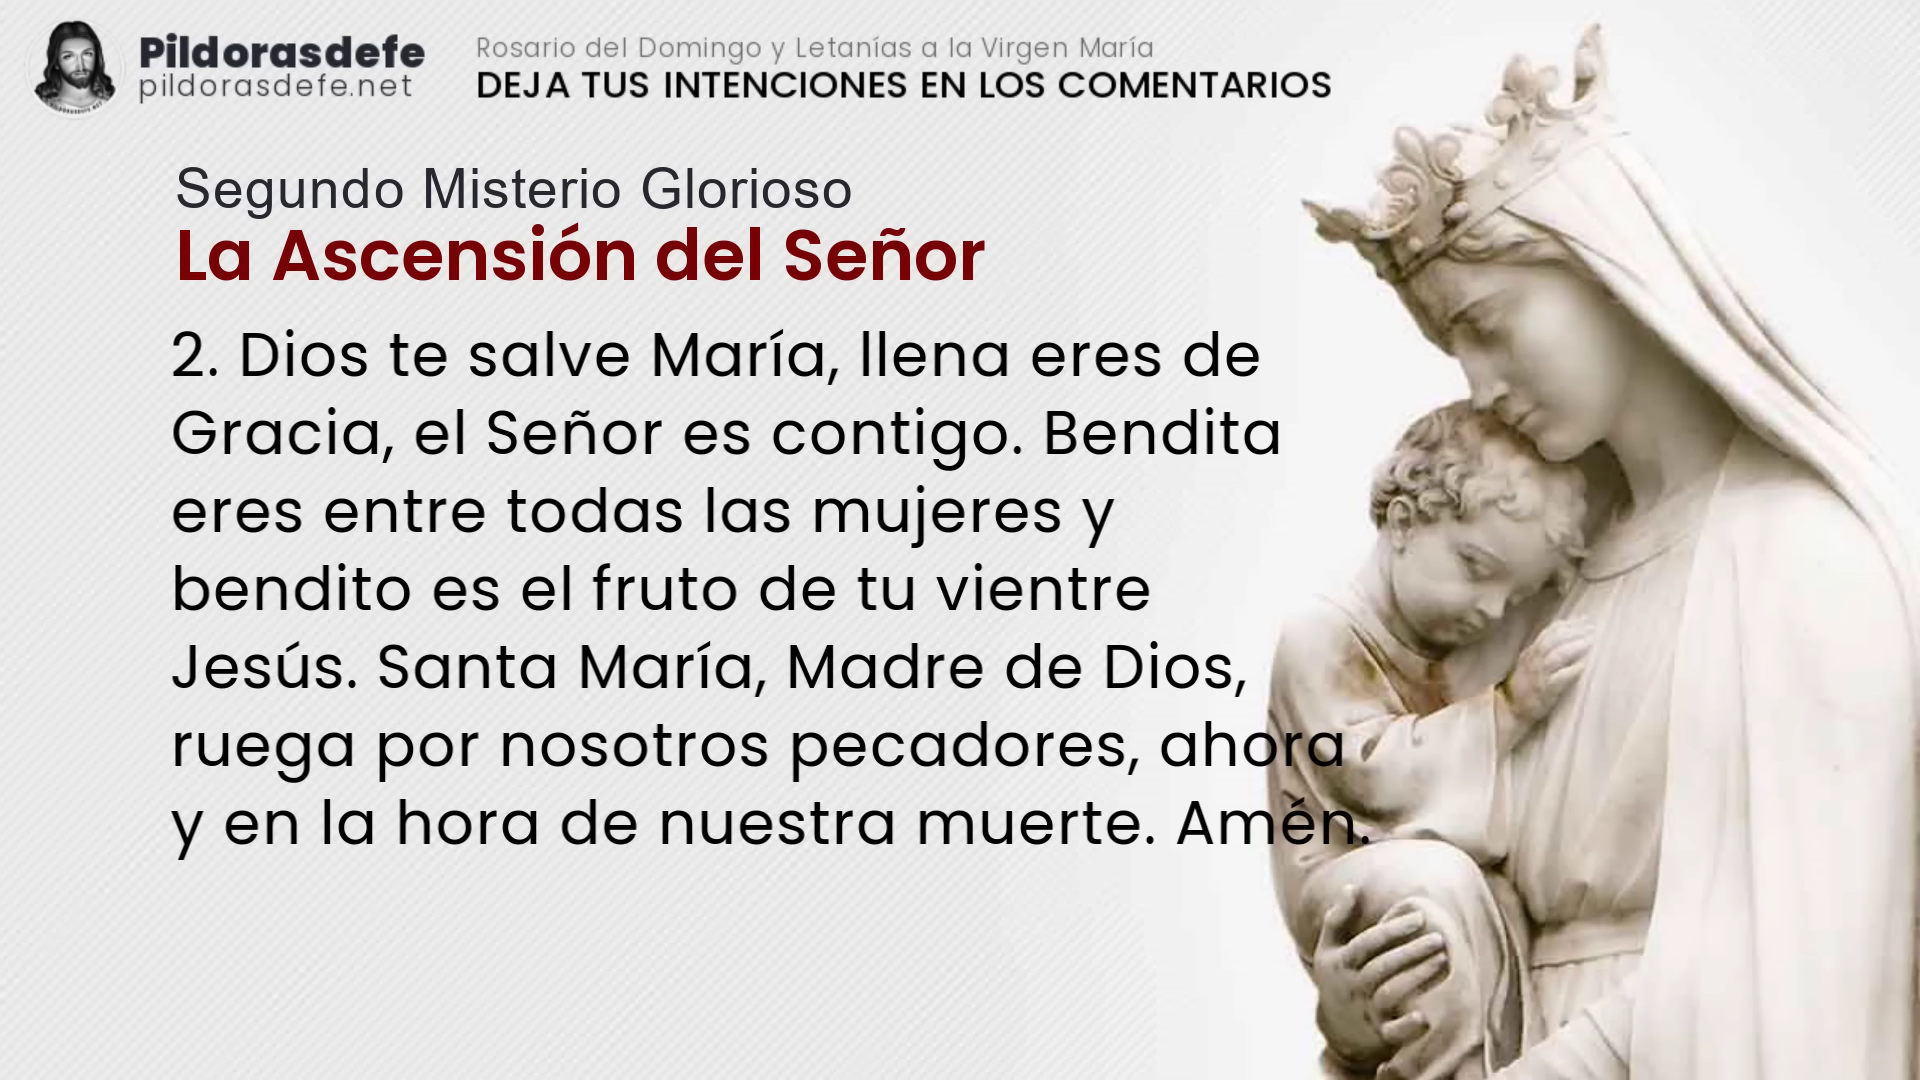 Pildorasdefe
pildorasdefe.net
Rosario del Domingo y Letanías a la Virgen María
DEJA TUS INTENCIONES EN LOS COMENTARIOS
Segundo Misterio Glorioso
La Ascensión del Señor
2. Dios te salve María, llena eres de
Gracia, el Señor es contigo. Bendita
eres entre todas las mujeres y
bendito es el fruto de tu vientre
Jesús. Santa María, Madre de Dios,
ruega por nosotros pecadores, ahora
y en la hora de nuestra muerte. Amén.